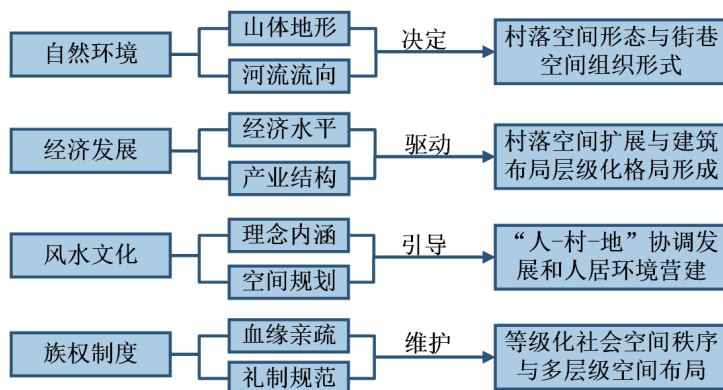 自然环境
山体地形
河流流向
决定
村落空间形态与街巷
空间组织形式
经济发展
经济水平
产业结构
驱动
村落空间扩展与建筑
布局层级化格局形成
风水文化
理念内涵
空间规划
引导
“人-村-地”协调发
展和人居环境营建
族权制度
血缘亲疏
礼制规范
维护
等级化社会空间秩序
与多层级空间布局